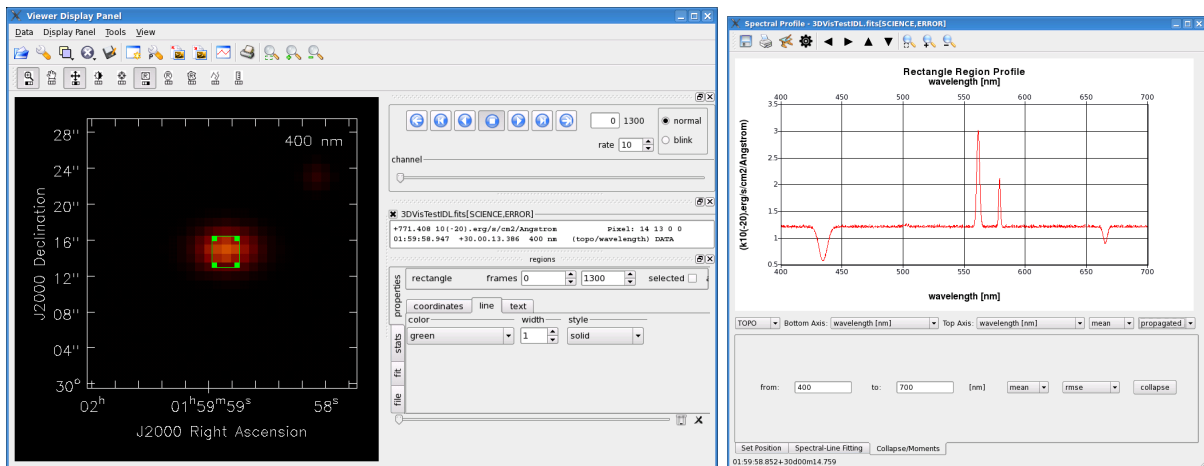 Viewer Display Panel
Data Display Panel Tools View
400 nm
28''
24''
20''
16''
12''
08''
04''
30°
02h 01h59m59s 58s
J2000 Declination
J2000 Right Ascension
0 1300 normal
rate 10 blink
channel
3DVisTestIDL.fits[SCIENCE,ERROR]
+771.408 10(-20).erg/s/cm2/Angstrom Pixel: 14 13 0 0
01:59:58.947 +30.00.13.386 400 nm (topo/wavelength) DATA
regions
properties
stats
fit
file
rectangle frames 0 1300 selected
coordinates line text
color width style
green 1 solid
Spectral Profile - 3DVisTestIDL.fits[SCIENCE,ERROR]
Rectangle Region Profile
wavelength [nm]
400 450 500 550 600 650 700
3.5
3
2.5
2
1.5
1
0.5
(k10(-20).erg/s/cm2/Angstrom
400 450 500 550 600 650 700
wavelength [nm]
TOPO Bottom Axis: wavelength [nm] Top Axis: wavelength [nm] mean propagated
from: 400 to: 700 [nm] mean rmse collapse
Set Position Spectral-Line Fitting Collapse/Moments
01:59:58.852+30d00m14.759